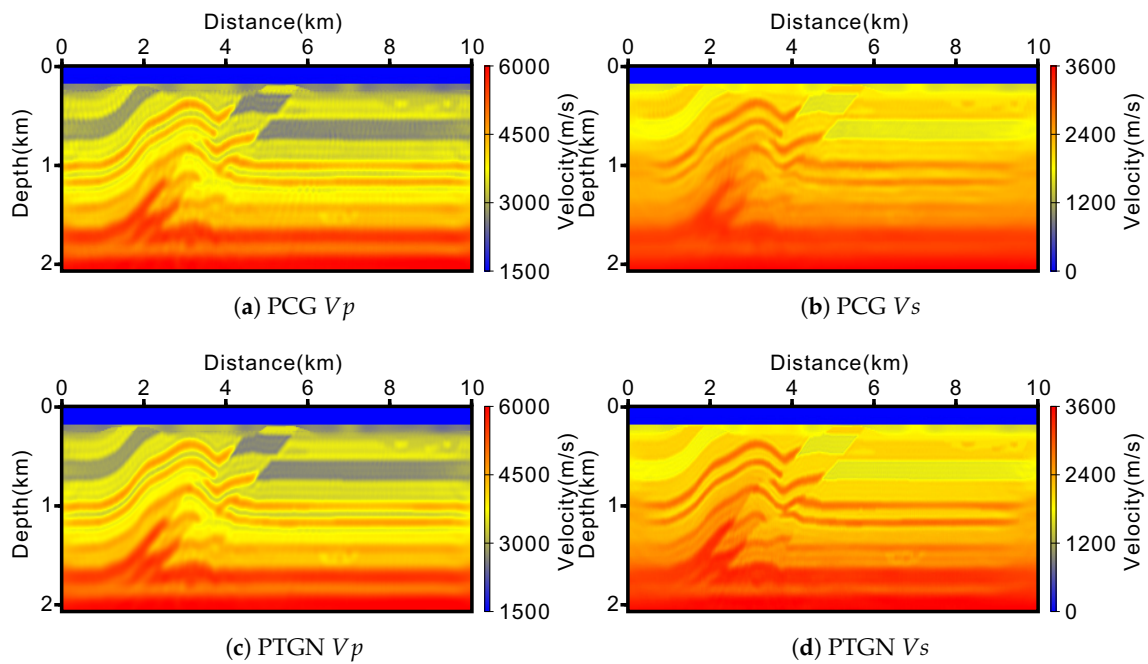 Distance(km)
0 2 4 6 8 10
0
1
2
Depth(km)
6000
4500
3000
1500
Velocity(m/s)
(a) PCG Vp
Distance(km)
0 2 4 6 8 10
0
1
2
Depth(km)
3600
2400
1200
0
Velocity(m/s)
(b) PCG Vs
Distance(km)
0 2 4 6 8 10
0
1
2
Depth(km)
6000
4500
3000
1500
Velocity(m/s)
(c) PTGN Vp
Distance(km)
0 2 4 6 8 10
0
1
2
Depth(km)
3600
2400
1200
0
Velocity(m/s)
(d) PTGN Vs